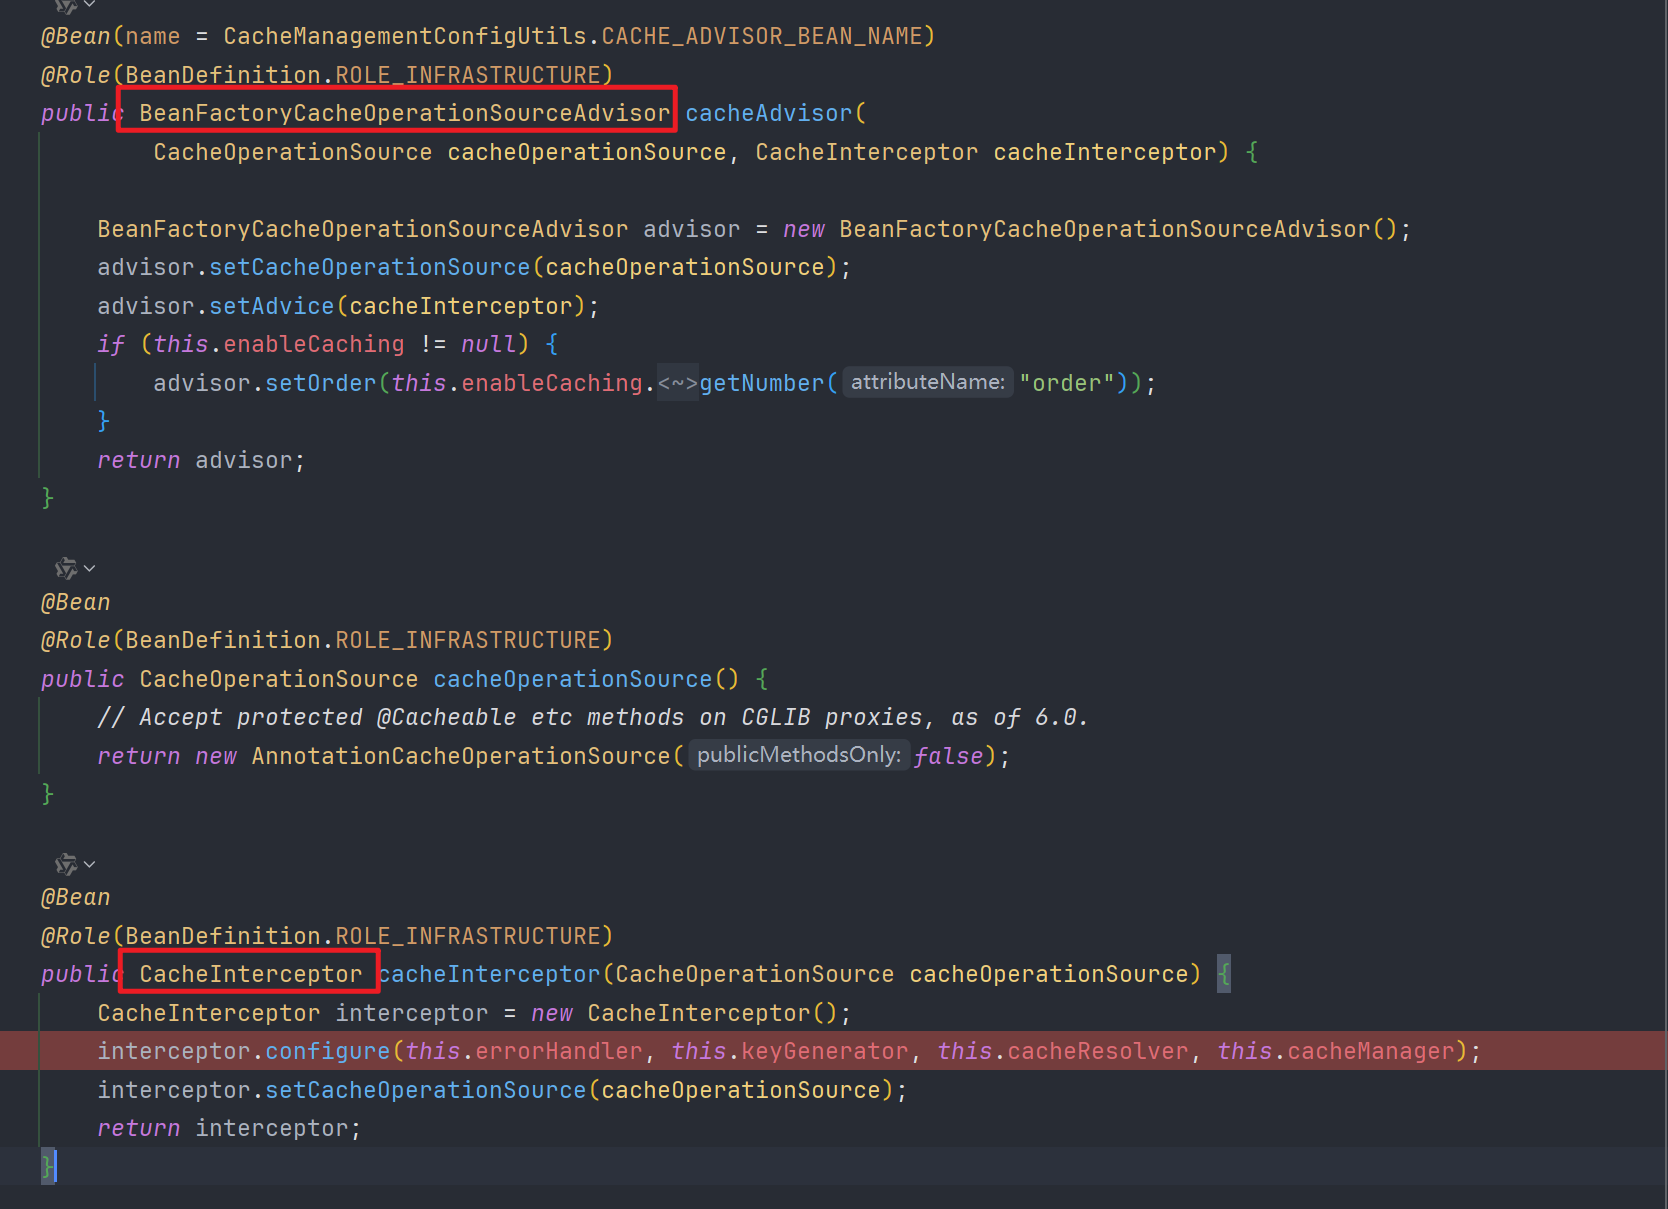 @Bean(name = CacheManagementConfigUtils.CACHE_ADVISOR_BEAN_NAME)
@Role(BeanDefinition.ROLE_INFRASTRUCTURE)
public BeanFactoryCacheOperationSourceAdvisor cacheAdvisor(
CacheOperationSource cacheOperationSource, CacheInterceptor cacheInterceptor) {
BeanFactoryCacheOperationSourceAdvisor advisor = new BeanFactoryCacheOperationSourceAdvisor();
advisor.setCacheOperationSource(cacheOperationSource);
advisor.setAdvice(cacheInterceptor);
if (this.enableCaching != null) {
advisor.setOrder(this.enableCaching.<~>getNumber( attributeName: "order"));
}
return advisor;
}
@Bean
@Role(BeanDefinition.ROLE_INFRASTRUCTURE)
public CacheOperationSource cacheOperationSource() {
// Accept protected @Cacheable etc methods on CGLIB proxies, as of 6.0.
return new AnnotationCacheOperationSource( publicMethodsOnly: false);
}
@Bean
@Role(BeanDefinition.ROLE_INFRASTRUCTURE)
public CacheInterceptor cacheInterceptor(CacheOperationSource cacheOperationSource) {
CacheInterceptor interceptor = new CacheInterceptor();
interceptor.configure(this.errorHandler, this.keyGenerator, this.cacheResolver, this.cacheManager);
interceptor.setCacheOperationSource(cacheOperationSource);
return interceptor;
}